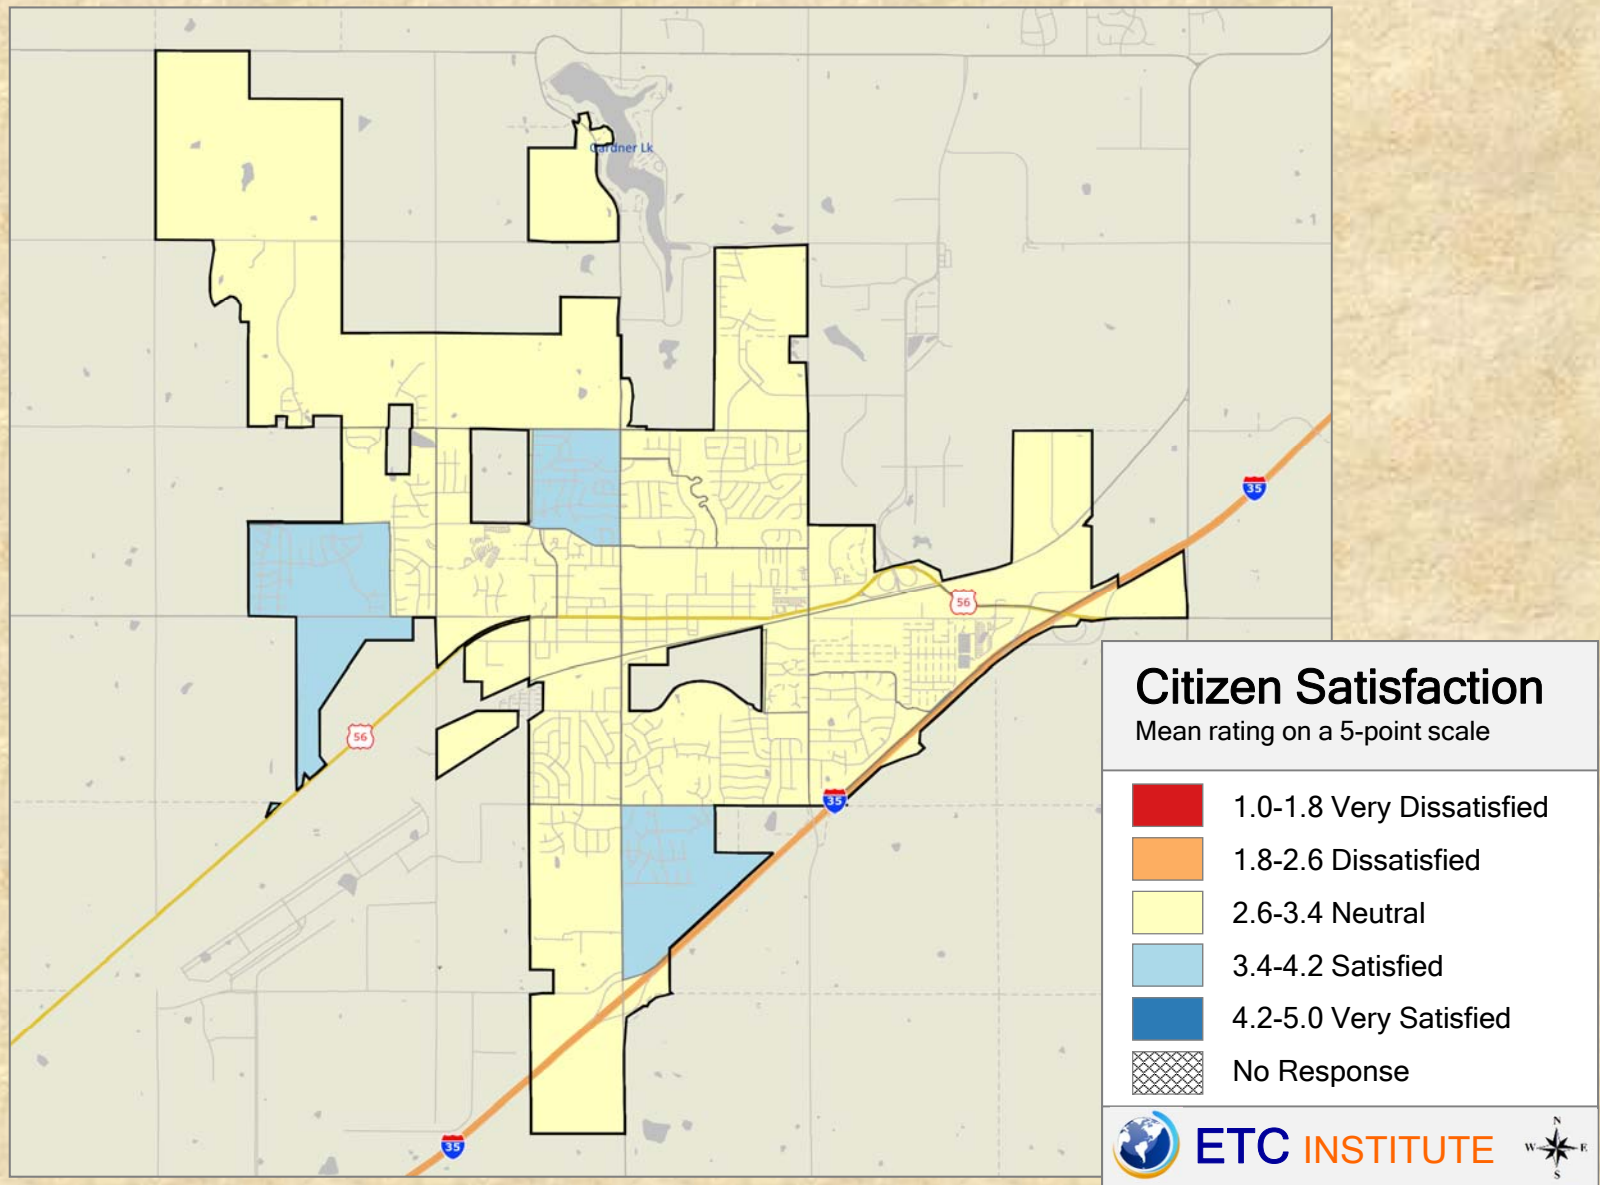 Gardner Lk
1
35
56
56
35
35
Citizen Satisfaction
Mean rating on a 5-point scale
1.0-1.8 Very Dissatisfied
1.8-2.6 Dissatisfied
2.6-3.4 Neutral
3.4-4.2 Satisfied
4.2-5.0 Very Satisfied
No Response
ETC INSTITUTE
N
W E
S